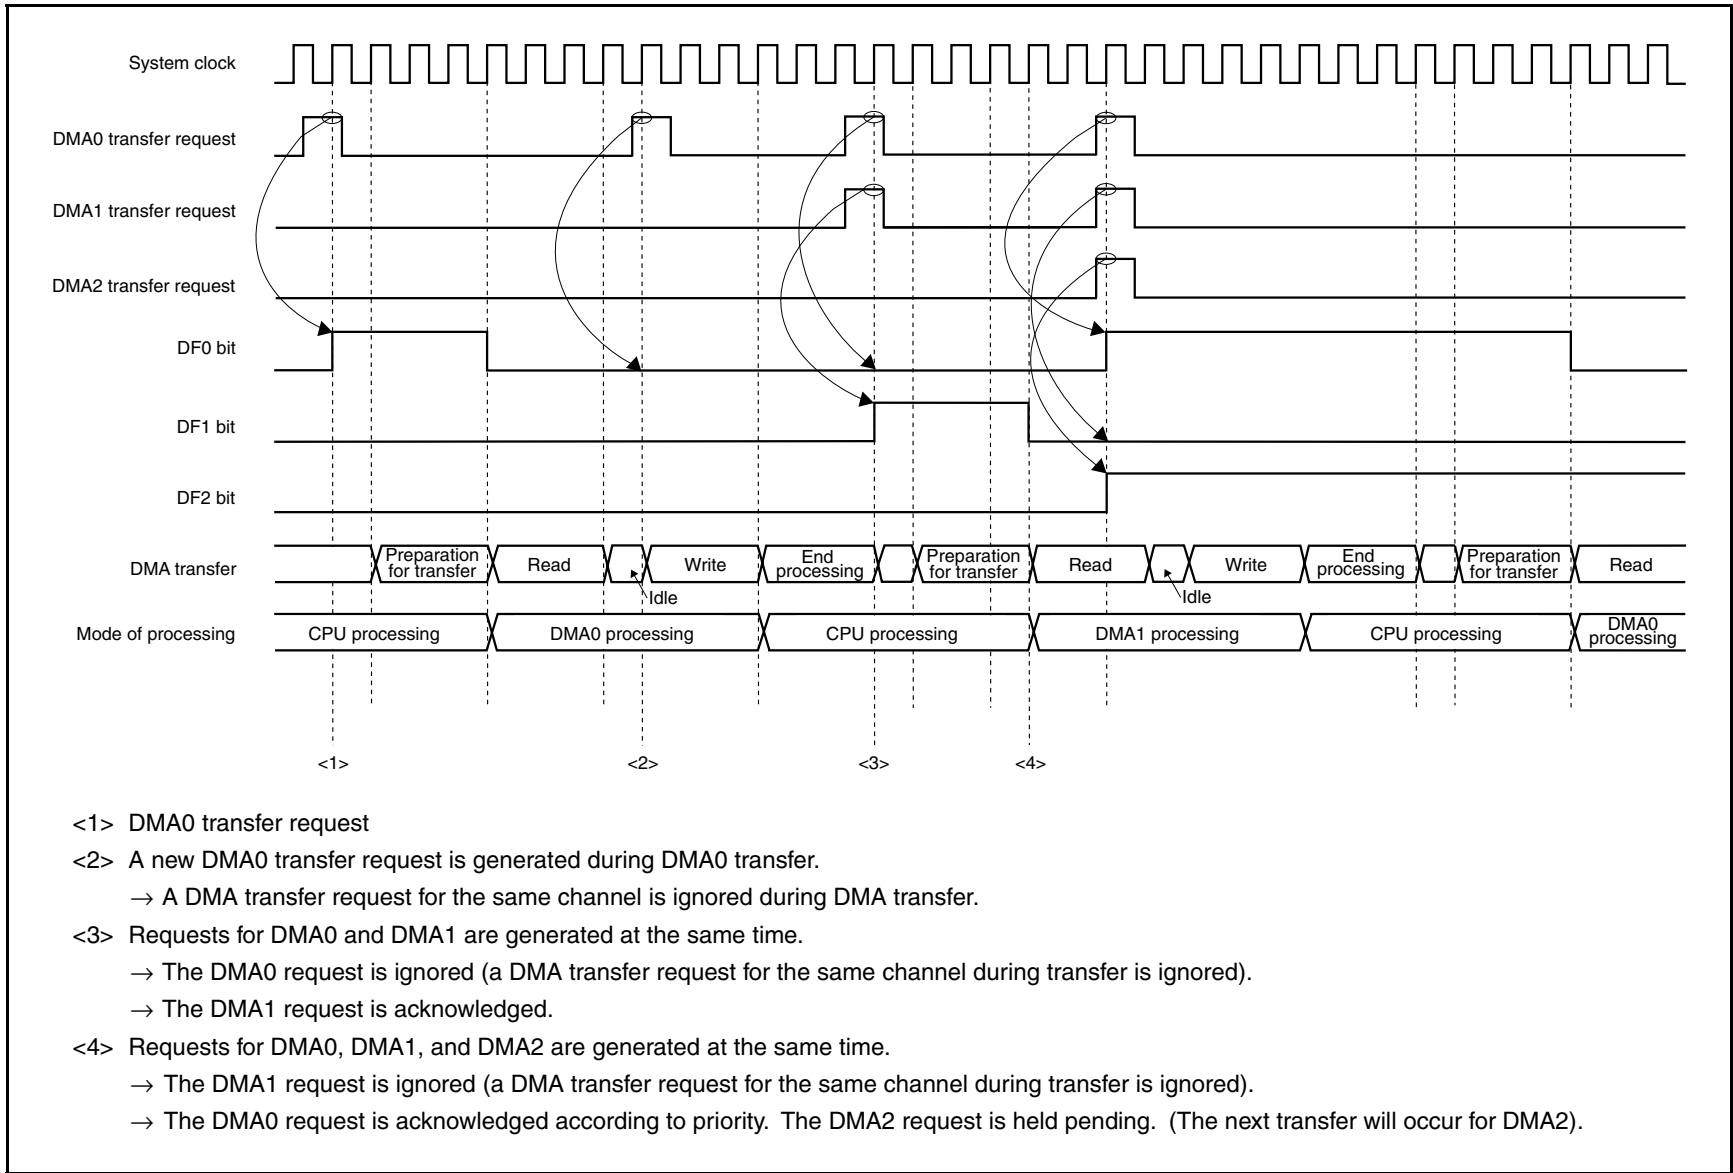 System clock
DMA0 transfer request
DMA1 transfer request
DMA2 transfer request
DF0 bit
DF1 bit
DF2 bit
DMA transfer
Preparation
for transfer
Read
Idle
Write
End
processing
Preparation
for transfer
Read
Idle
Write
End
processing
Preparation
for transfer
Read
Mode of processing
CPU processing
DMA0 processing
CPU processing
DMA1 processing
CPU processing
DMA0
processing
<1>
<2>
<3>
<4>
<1> DMA0 transfer request
<2> A new DMA0 transfer request is generated during DMA0 transfer.
→ A DMA transfer request for the same channel is ignored during DMA transfer.
<3> Requests for DMA0 and DMA1 are generated at the same time.
→ The DMA0 request is ignored (a DMA transfer request for the same channel during transfer is ignored).
→ The DMA1 request is acknowledged.
<4> Requests for DMA0, DMA1, and DMA2 are generated at the same time.
→ The DMA1 request is ignored (a DMA transfer request for the same channel during transfer is ignored).
→ The DMA0 request is acknowledged according to priority. The DMA2 request is held pending. (The next transfer will occur for DMA2).